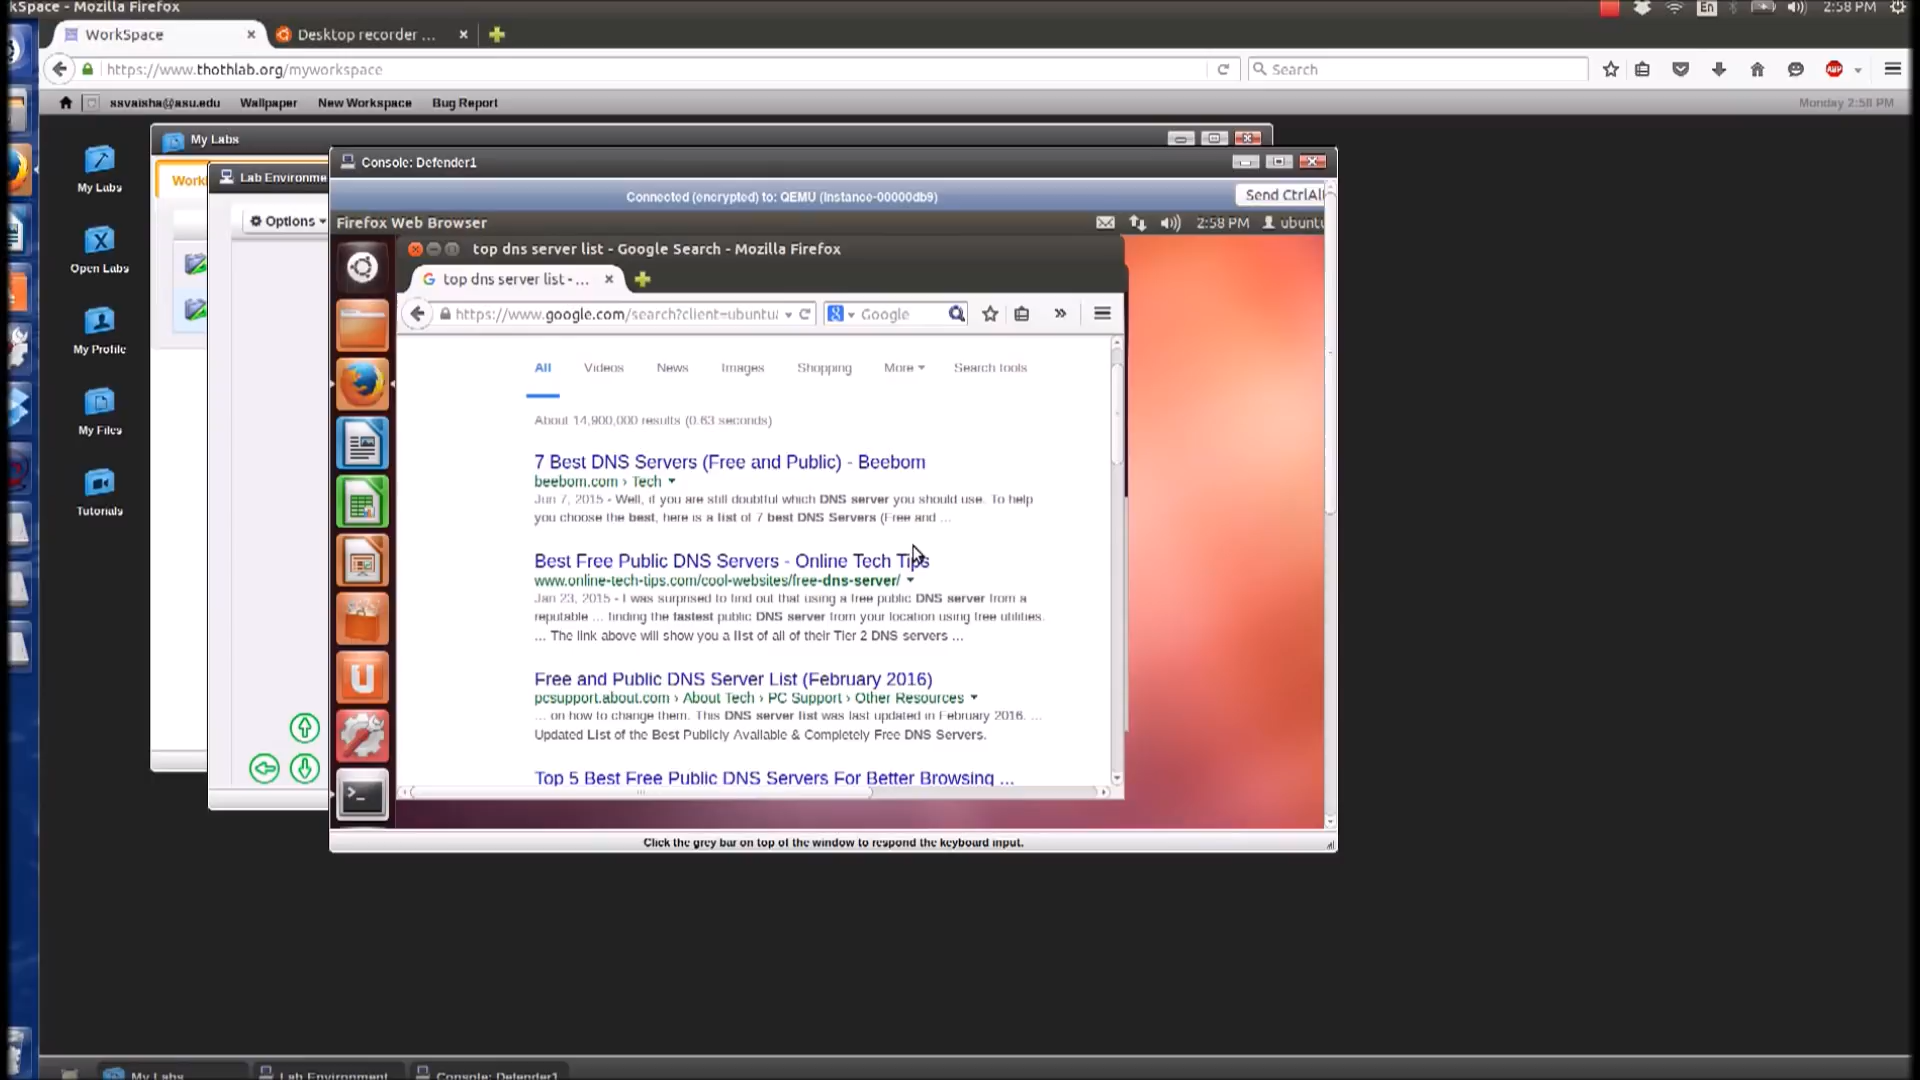 kSpace - Mozilla Firefox
En
2:58 PM
WorkSpace
Desktop recorder ...
https://www.thothlab.org/myworkspace
Search
ABP
ssvaisha@asu.edu
Wallpaper
New Workspace
Bug Report
Monday 2:58 PM
My Labs
Open Labs
My Profile
My Files
Tutorials
My Labs
Work
Lab Environme
Options
Console: Defender1
Connected (encrypted) to: QEMU (instance-00000db9)
Send CtrlAlt
Firefox Web Browser
2:58 PM
ubuntu
top dns server list - Google Search - Mozilla Firefox
top dns server list - ...
https://www.google.com/search?client=ubuntu
Google
All
Videos
News
Images
Shopping
More
Search tools
About 14,900,000 results (0.63 seconds)
7 Best DNS Servers (Free and Public) - Beebom
beebom.com › Tech
Jun 7, 2015 - Well, if you are still doubtful which DNS server you should use. To help
you choose the best, here is a list of 7 best DNS Servers (Free and ...
Best Free Public DNS Servers - Online Tech Tips
www.online-tech-tips.com/cool-websites/free-dns-server/
Jan 23, 2015 - I was surprised to find out that using a free public DNS server from a
reputable ... finding the fastest public DNS server from your location using free utilities.
... The link above will show you a list of all of their Tier 2 DNS servers ...
Free and Public DNS Server List (February 2016)
pcsupport.about.com › About Tech › PC Support › Other Resources
... on how to change them. This DNS server list was last updated in February 2016. ...
Updated List of the Best Publicly Available & Completely Free DNS Servers.
Top 5 Best Free Public DNS Servers For Better Browsing ...
Click the grey bar on top of the window to respond the keyboard input.
My Labs
Lab Environment
Console: Defender1